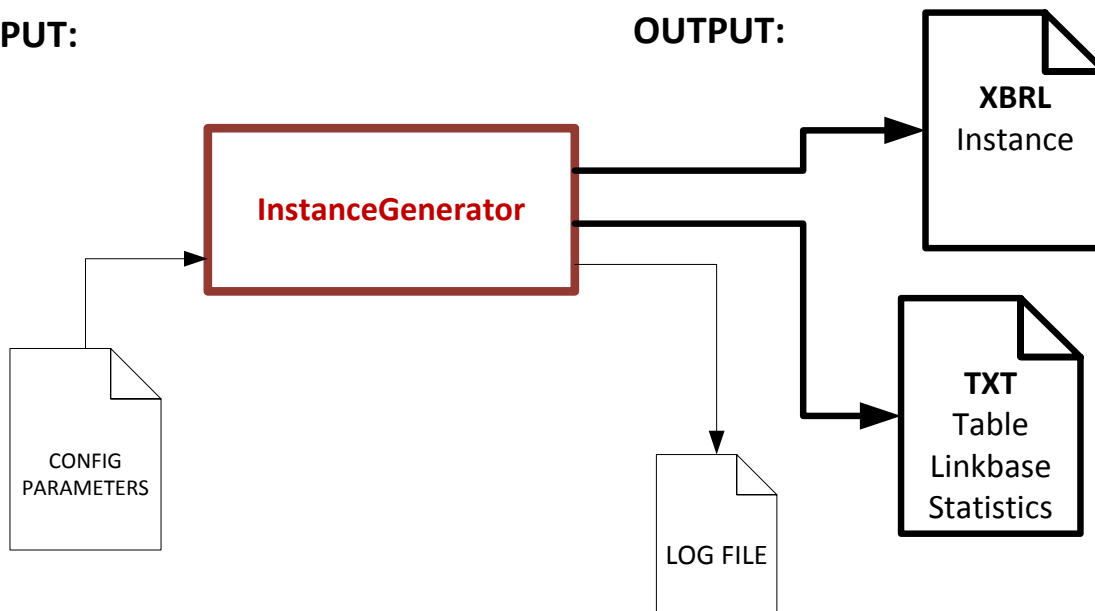 PUT:
OUTPUT:
XBRL
Instance
InstanceGenerator
TXT
Table
Linkbase
Statistics
CONFIG
PARAMETERS
LOG FILE